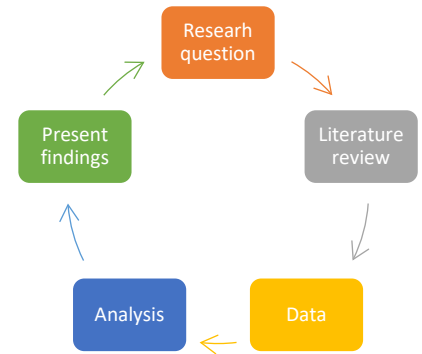 Researh
question
Literature
review
Data
Analysis
Present
findings